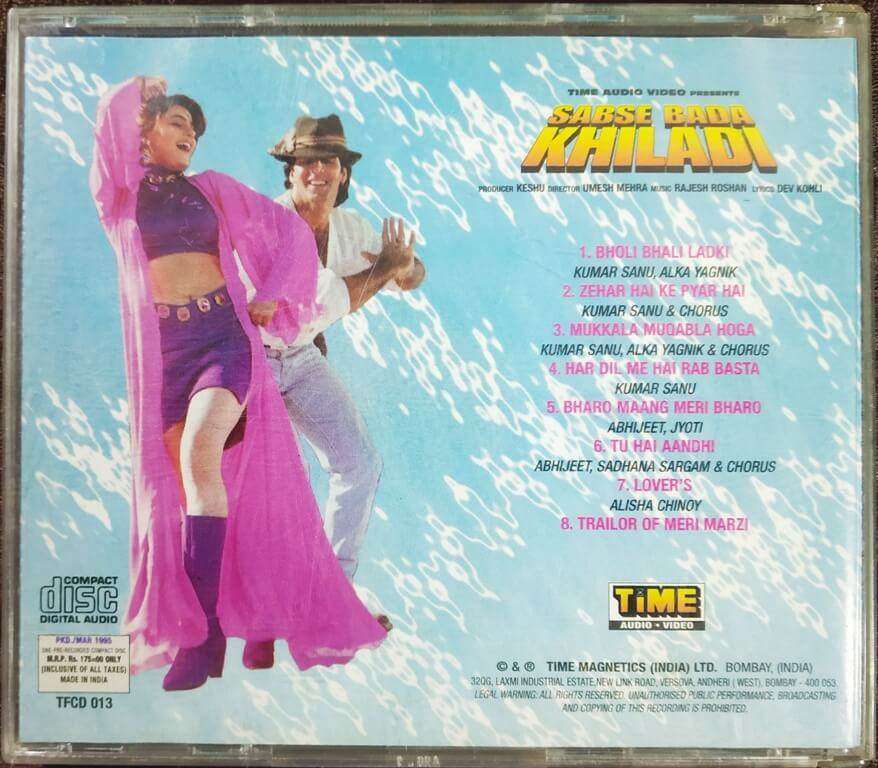 TIME AUDIO VIDEO PRESENTS
SABSE BADA
KHILADI
PRODUCER KESHU DIRECTOR UMESH MEHRA MUSIC RAJESH ROSHAN LYRICS DEV KOHLI
1. BHOLI BHALI LADKI
KUMAR SANU, ALKA YAGNIK
2. ZEHAR HAI KE PYAR HAI
KUMAR SANU & CHORUS
3. MUKKALA MUQABLA HOGA
KUMAR SANU, ALKA YAGNIK & CHORUS
4. HAR DIL ME HAI RAB BASTA
KUMAR SANU
5. BHARO MAANG MERI BHARO
ABHIJEET, JYOTI
6. TU HAI AANDHI
ABHIJEET, SADHANA SARGAM & CHORUS
7. LOVER'S
ALISHA CHINOY
8. TRAILOR OF MERI MARZI
COMPACT
disc
DIGITAL AUDIO
PKD./MAR 1995
ONE-PRE-RECORDED COMPACT DISC
M.R.P. Rs. 175=00 ONLY
(INCLUSIVE OF ALL TAXES)
MADE IN INDIA
TFCD 013
TiME
AUDIO • VIDEO
© & ® TIME MAGNETICS (INDIA) LTD. BOMBAY, (INDIA)
320G, LAXMI INDUSTRIAL ESTATE, NEW LINK ROAD, VERSOVA, ANDHERI (WEST), BOMBAY - 400 053.
LEGAL WARNING: ALL RIGHTS RESERVED. UNAUTHORISED PUBLIC PERFORMANCE, BROADCASTING
AND COPYING OF THIS RECORDING IS PROHIBITED.